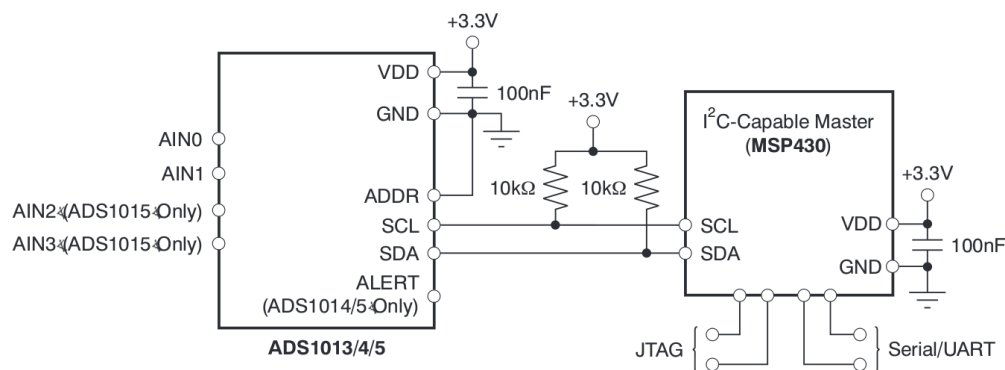 +3.3V
VDD
100nF
GND
+3.3V
I²C-Capable Master
(MSP430)
AIN0
AIN1
10kΩ
10kΩ
+3.3V
ADDR
AIN2 (ADS1015 Only)
SCL
SCL
VDD
AIN3 (ADS1015 Only)
SDA
SDA
100nF
GND
ALERT
(ADS1014/5 Only)
ADS1013/4/5
JTAG
Serial/UART